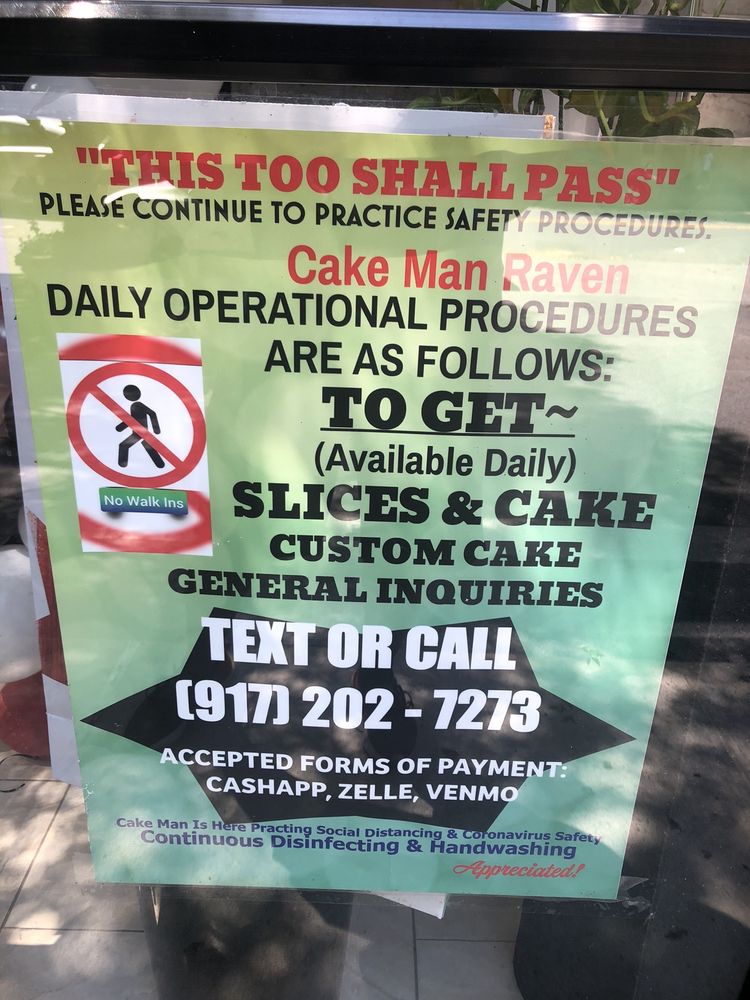 "THIS TOO SHALL PASS"
PLEASE CONTINUE TO PRACTICE SAFETY PROCEDURES.
Cake Man Raven
DAILY OPERATIONAL PROCEDURES
ARE AS FOLLOWS:
TO GET~
(Available Daily)
No Walk Ins
SLICES & CAKE
CUSTOM CAKE
GENERAL INQUIRIES
TEXT OR CALL
(917) 202 - 7273
ACCEPTED FORMS OF PAYMENT:
CASHAPP, ZELLE, VENMO
Cake Man Is Here Practing Social Distancing & Coronavirus Safety
Continuous Disinfecting & Handwashing
Appreciated!